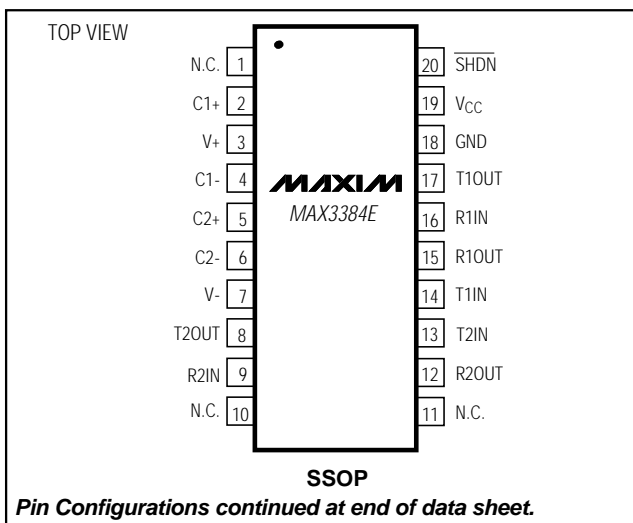 TOP VIEW
N.C. 1
C1+ 2
V+ 3
C1- 4
C2+ 5
C2- 6
V- 7
T2OUT 8
R2IN 9
N.C. 10
MAXIM
MAX3384E
20 SHDN
19 VCC
18 GND
17 T1OUT
16 R1IN
15 R1OUT
14 T1IN
13 T2IN
12 R2OUT
11 N.C.
SSOP
Pin Configurations continued at end of data sheet.